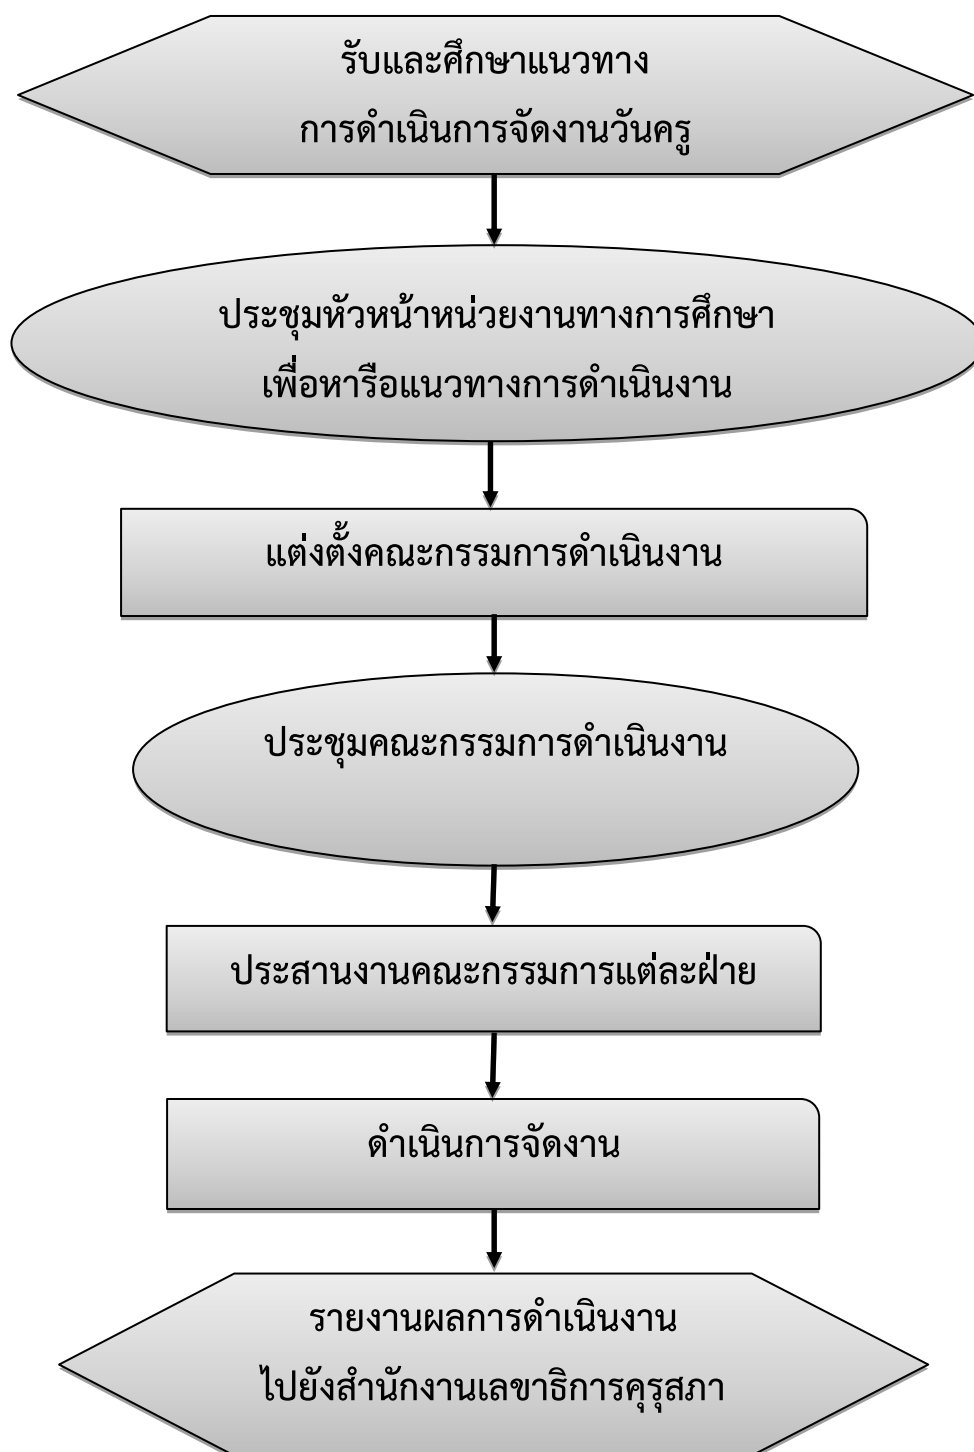 รับและศึกษาแนวทาง
การดำเนินการจัดงานวันครู
ประชุมหัวหน้าหน่วยงานทางการศึกษา
เพื่อหารือแนวทางการดำเนินงาน
แต่งตั้งคณะกรรมการดำเนินงาน
ประชุมคณะกรรมการดำเนินงาน
ประสานงานคณะกรรมการแต่ละฝ่าย
ดำเนินการจัดงาน
รายงานผลการดำเนินงาน
ไปยังสำนักงานเลขาธิการคุรุสภา